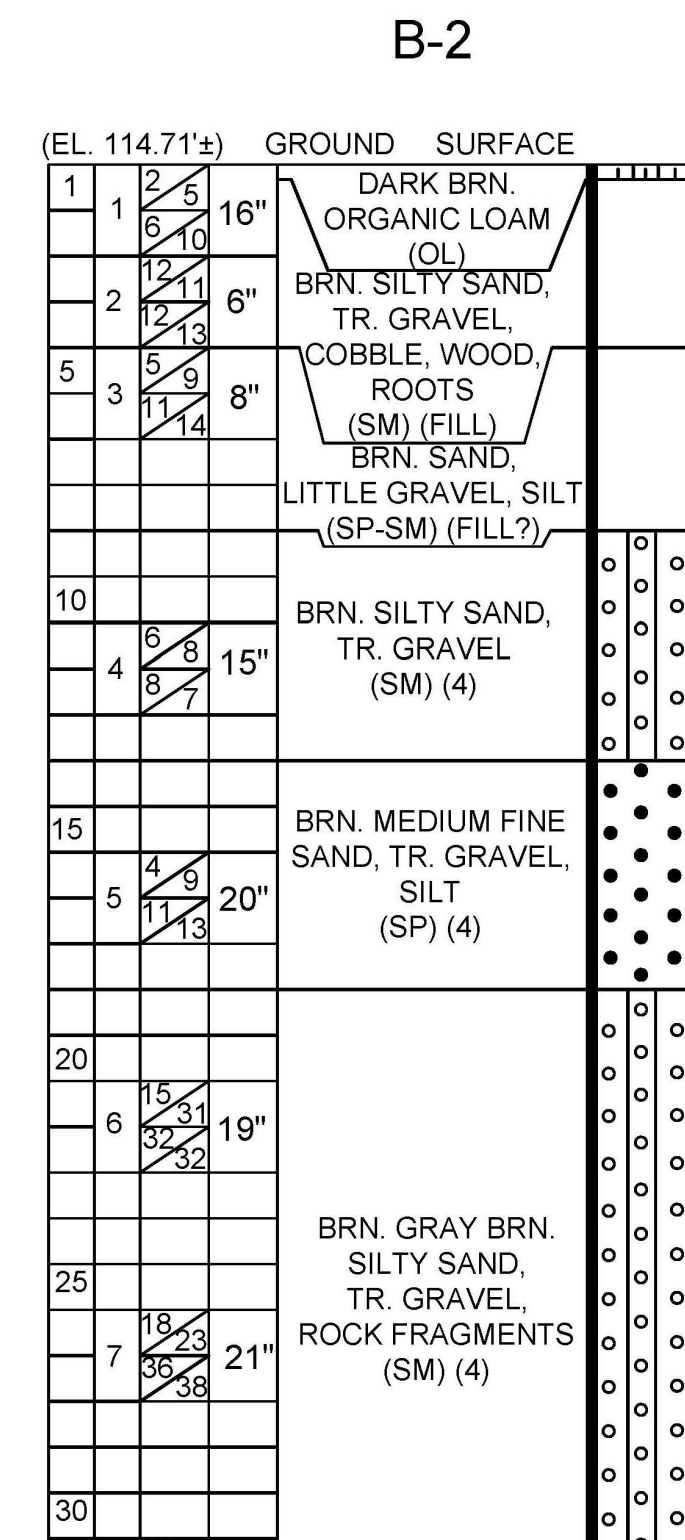 B-2
(EL. 114.71'±) GROUND SURFACE
1 1 2 5 16"
6 10
DARK BRN.
ORGANIC LOAM
(OL)
2 12 11 6"
12 13
BRN. SILTY SAND,
TR. GRAVEL,
COBBLE, WOOD,
ROOTS
(SM) (FILL)
5 3 5 9 8"
11 14
BRN. SAND,
LITTLE GRAVEL, SILT
(SP-SM) (FILL?)
10
4 6 8 15"
8 7
BRN. SILTY SAND,
TR. GRAVEL
(SM) (4)
15
5 4 9 20"
11 13
BRN. MEDIUM FINE
SAND, TR. GRAVEL,
SILT
(SP) (4)
20
6 15 31 19"
32 32
25
7 18 23 21"
36 38
BRN. GRAY BRN.
SILTY SAND,
TR. GRAVEL,
ROCK FRAGMENTS
(SM) (4)
30